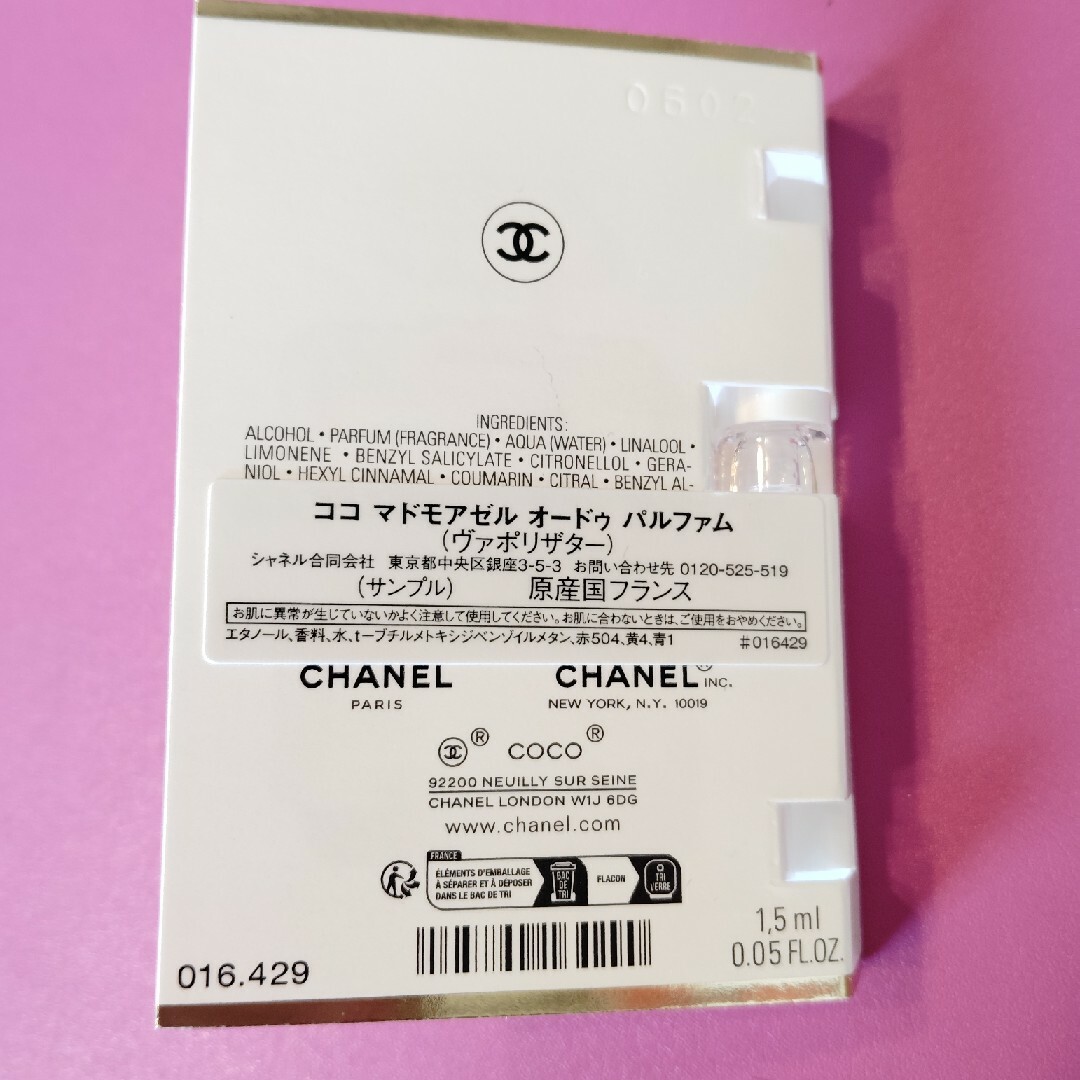 0602
INGREDIENTS:
ALCOHOL • PARFUM (FRAGRANCE) • AQUA (WATER) • LINALOOL •
LIMONENE • BENZYL SALICYLATE • CITRONELLOL • GERA-
NIOL • HEXYL CINNAMAL • COUMARIN • CITRAL • BENZYL AL-
ココ マドモアゼル オードゥ パルファム
(ヴァポリザター)
シャネル合同会社 東京都中央区銀座3-5-3 お問い合わせ先 0120-525-519
(サンプル) 原産国フランス
お肌に異常が生じていないかよく注意して使用してください。お肌に合わないときは、ご使用をおやめください。
エタノール、香料、水、t-ブチルメトキシジベンゾイルメタン、赤504、黄4、青1 #016429
CHANEL CHANEL® INC.
PARIS NEW YORK, N.Y. 10019
® COCO®
92200 NEUILLY SUR SEINE
CHANEL LONDON W1J 6DG
www.chanel.com
FRANCE
ÉLÉMENTS D'EMBALLAGE
À SÉPARER ET À DÉPOSER
DANS LE BAC DE TRI
BAC
DE
TRI
FLACON
TRI
VERRE
1,5 ml
0.05 FL.OZ.
016.429